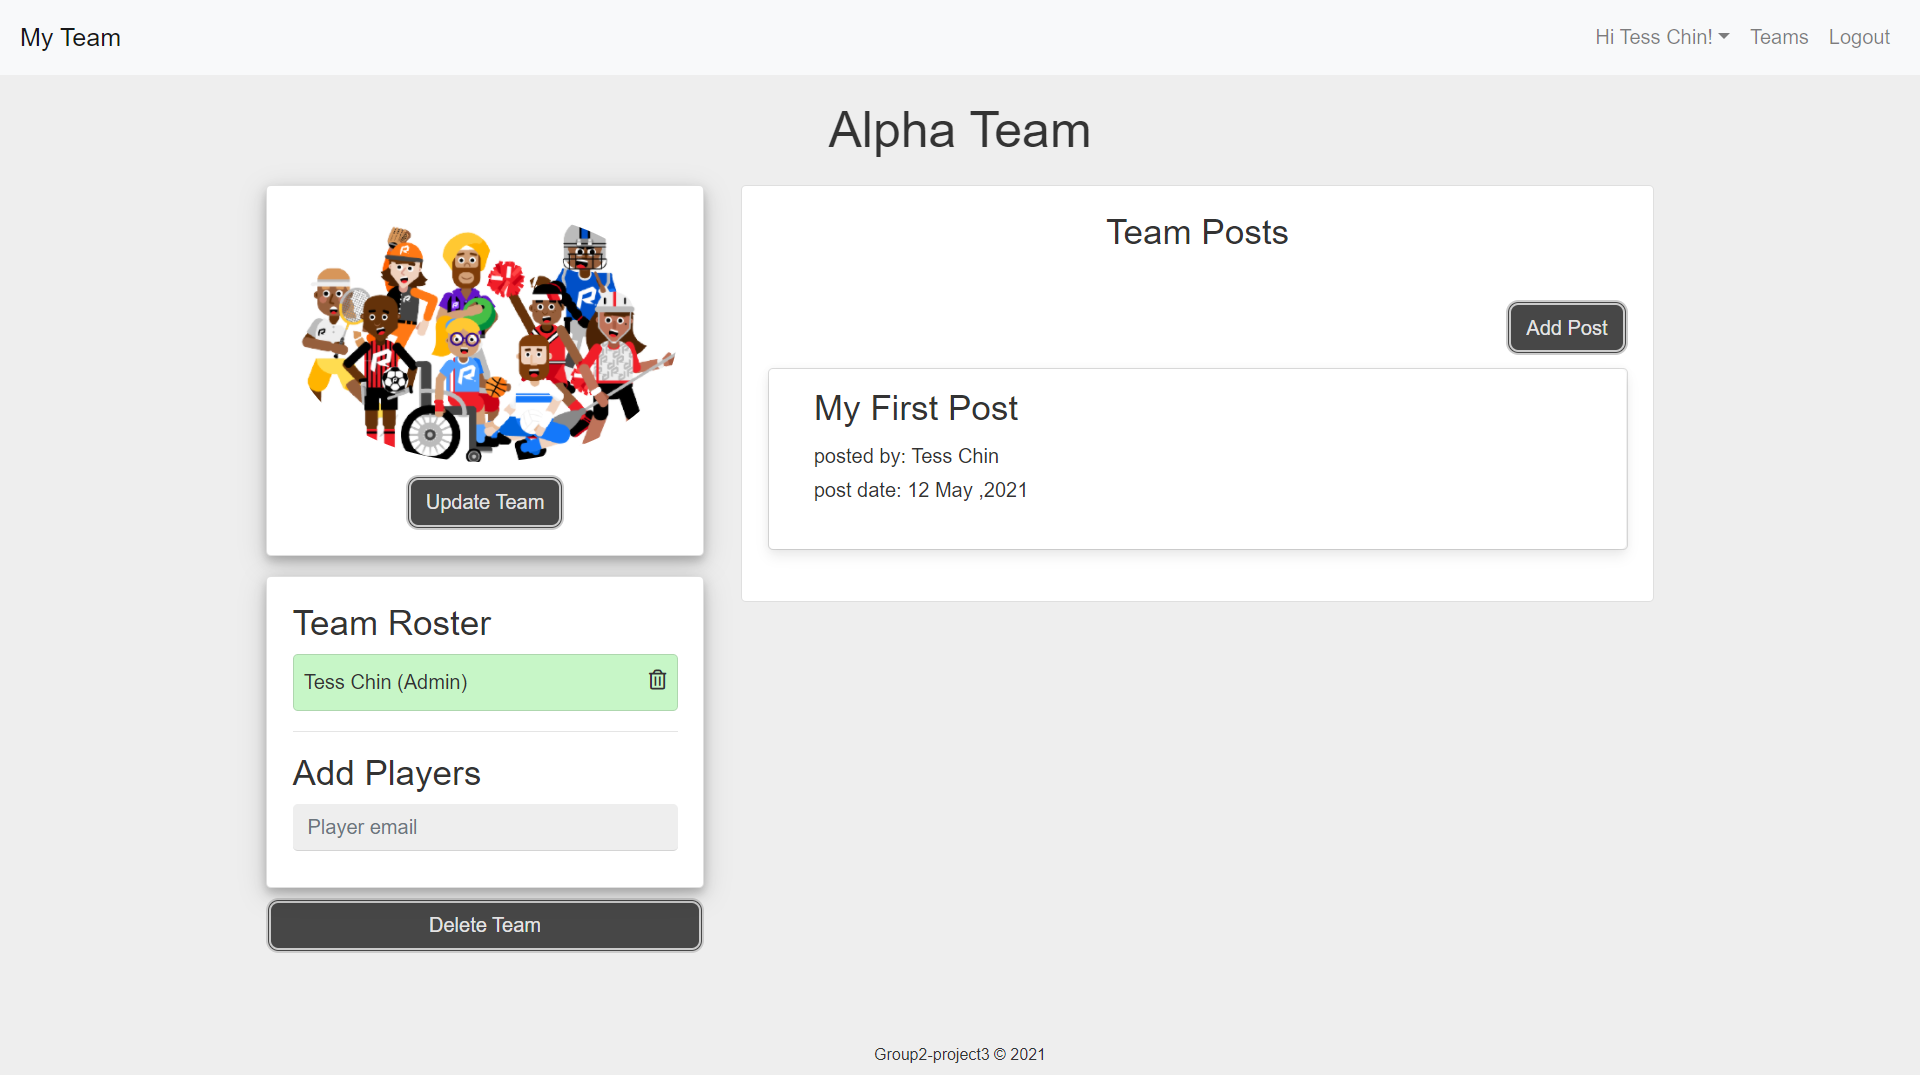 My Team
Hi Tess Chin!
Teams
Logout
Alpha Team
Update Team
Team Roster
Tess Chin (Admin)
Add Players
Player email
Delete Team
Team Posts
Add Post
My First Post
posted by: Tess Chin
post date: 12 May ,2021
Group2-project3 © 2021